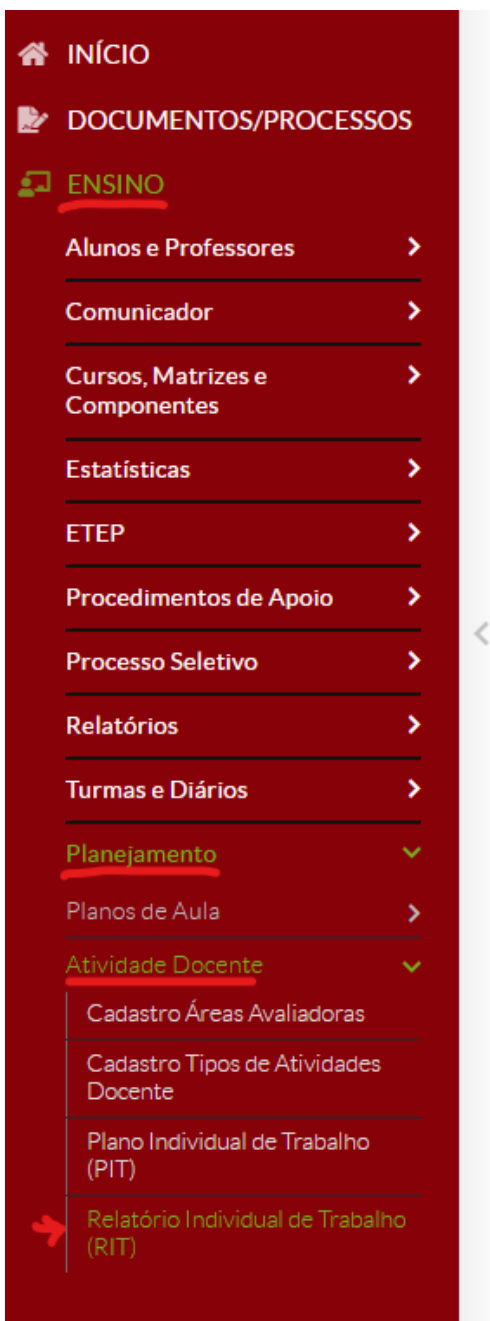 INÍCIO
DOCUMENTOS/PROCESSOS
ENSINO
Alunos e Professores
Comunicador
Cursos, Matrizes e
Componentes
Estatísticas
ETEP
Procedimentos de Apoio
Processo Seletivo
Relatórios
Turmas e Diários
Planejamento
Planos de Aula
Atividade Docente
Cadastro Áreas Avaliadoras
Cadastro Tipos de Atividades
Docente
Plano Individual de Trabalho
(PIT)
Relatório Individual de Trabalho
(RIT)